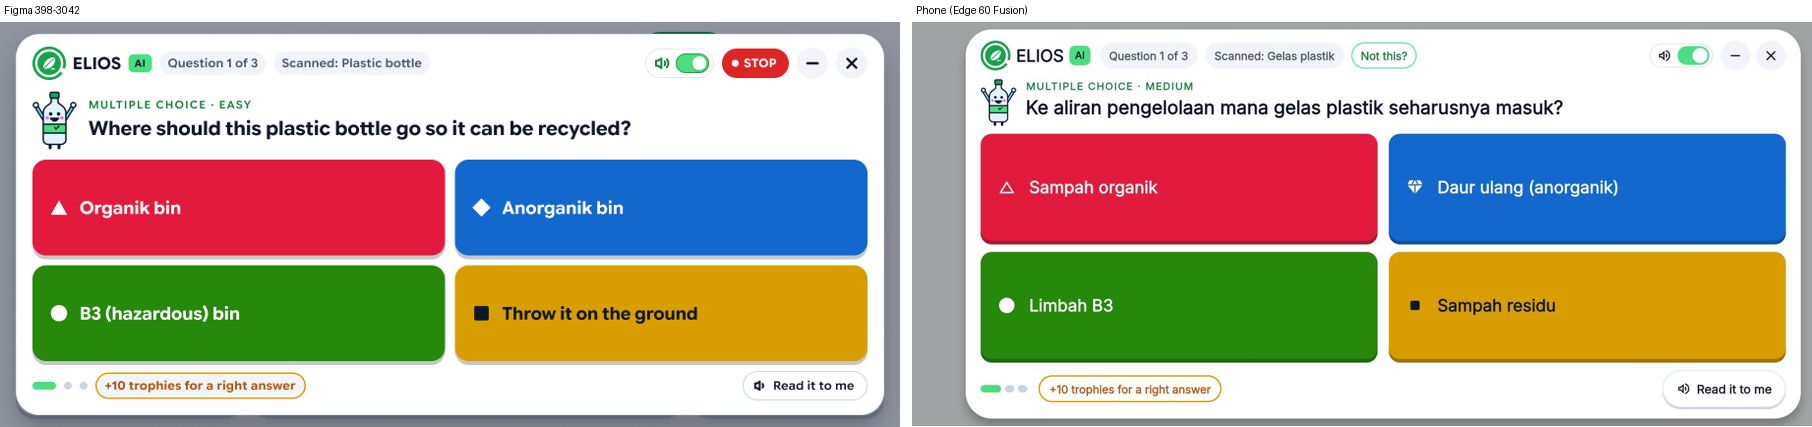 Figma 398-3042
ELIOS AI Question 1 of 3 Scanned: Plastic bottle STOP
MULTIPLE CHOICE · EASY
Where should this plastic bottle go so it can be recycled?
Organik bin
Anorganik bin
B3 (hazardous) bin
Throw it on the ground
+10 trophies for a right answer
Read it to me
Phone (Edge 60 Fusion)
ELIOS AI Question 1 of 3 Scanned: Gelas plastik Not this?
MULTIPLE CHOICE · MEDIUM
Ke aliran pengelolaan mana gelas plastik seharusnya masuk?
Sampah organik
Daur ulang (anorganik)
Limbah B3
Sampah residu
+10 trophies for a right answer
Read it to me